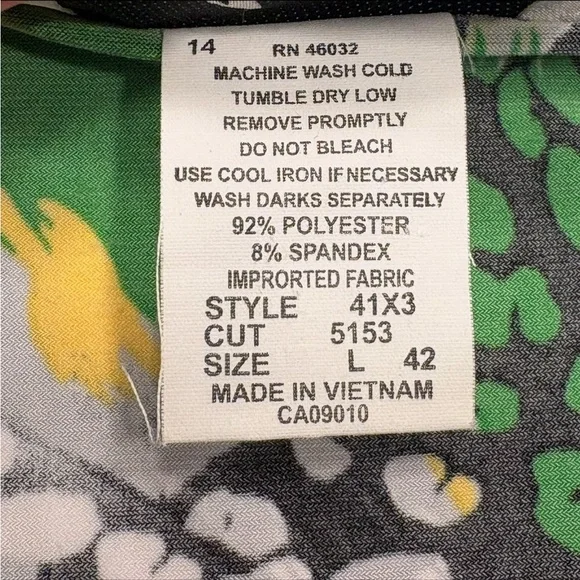 14 RN 46032
MACHINE WASH COLD
TUMBLE DRY LOW
REMOVE PROMPTLY
DO NOT BLEACH
USE COOL IRON IF NECESSARY
WASH DARKS SEPARATELY
92% POLYESTER
8% SPANDEX
IMPRORTED FABRIC
STYLE 41X3
CUT 5153
SIZE L 42
MADE IN VIETNAM
CA09010